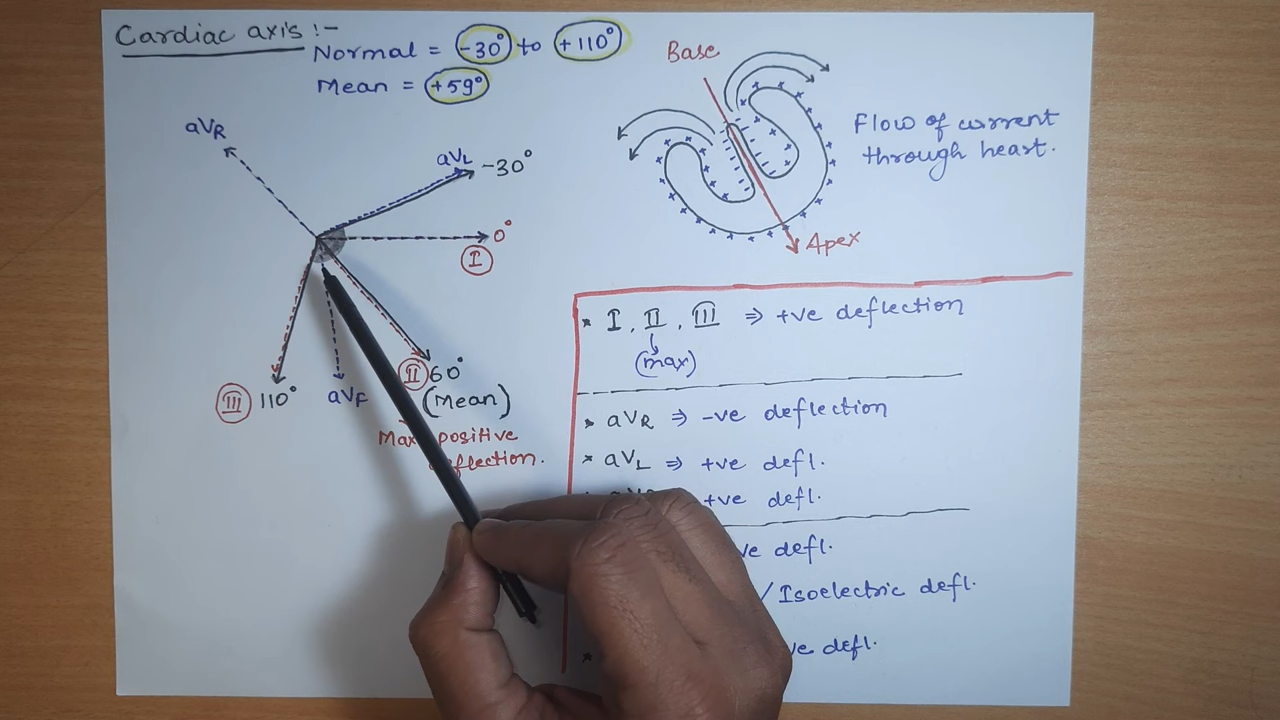 Cardiac axis :-
Normal = -30° to +110°
Mean = +59°
aVR
aVL -30°
I 0°
II 60°
(Mean)
III 110°
aVF
Max positive
deflection.
Base
Apex
Flow of current
through heart.
* I, II, III ⇒ +ve deflection
(max)
* aVR ⇒ -ve deflection
* aVL ⇒ +ve defl.
+ve defl.
ve defl.
/Isoelectric defl.
ve defl.